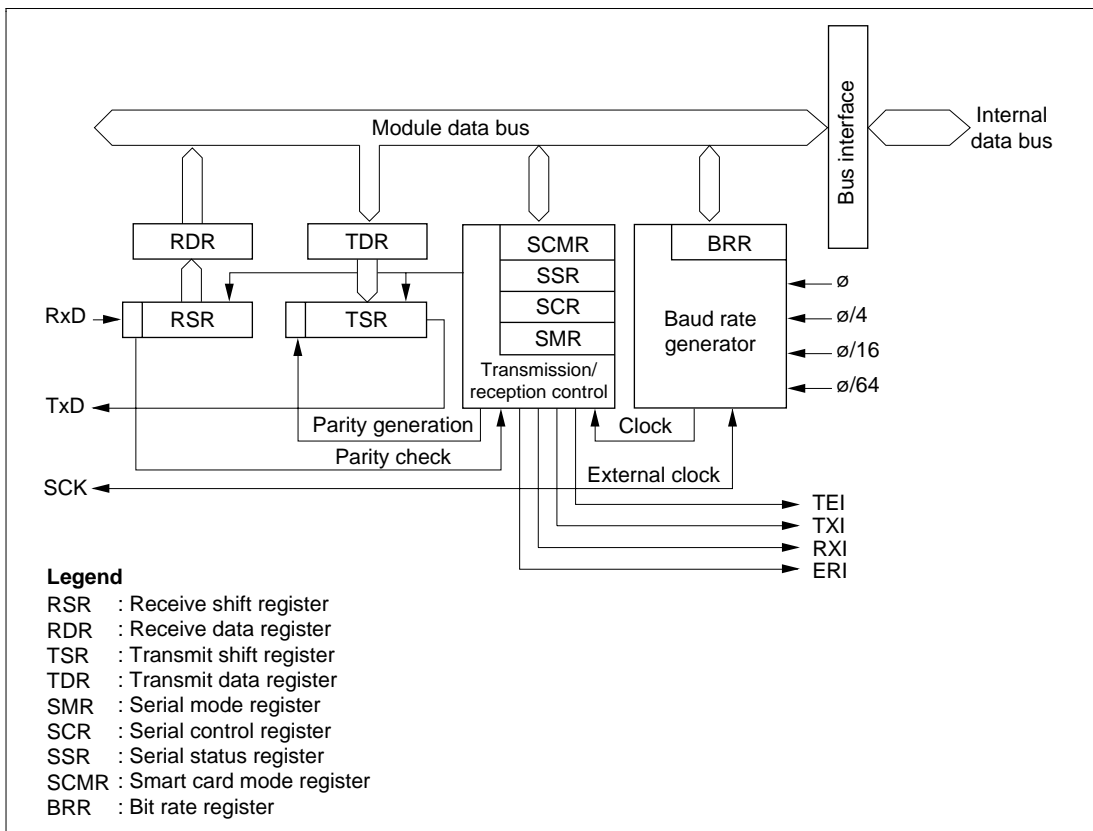 Module data bus
Bus interface
Internal
data bus
RDR
TDR
SCMR
SSR
SCR
SMR
Transmission/
reception control
BRR
Baud rate
generator
ø
ø/4
ø/16
ø/64
RxD
RSR
TSR
TxD
Parity generation
Parity check
Clock
External clock
SCK
TEI
TXI
RXI
ERI
Legend
RSR : Receive shift register
RDR : Receive data register
TSR : Transmit shift register
TDR : Transmit data register
SMR : Serial mode register
SCR : Serial control register
SSR : Serial status register
SCMR : Smart card mode register
BRR : Bit rate register